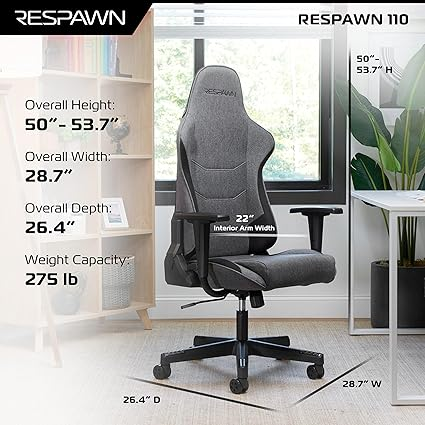 RESPAWN
RESPAWN 110
Overall Height:
50"- 53.7"
Overall Width:
28.7"
Overall Depth:
26.4"
Weight Capacity:
275 lb
50"-
53.7" H
RESPAWN
22"
Interior Arm Width
26.4" D
28.7" W